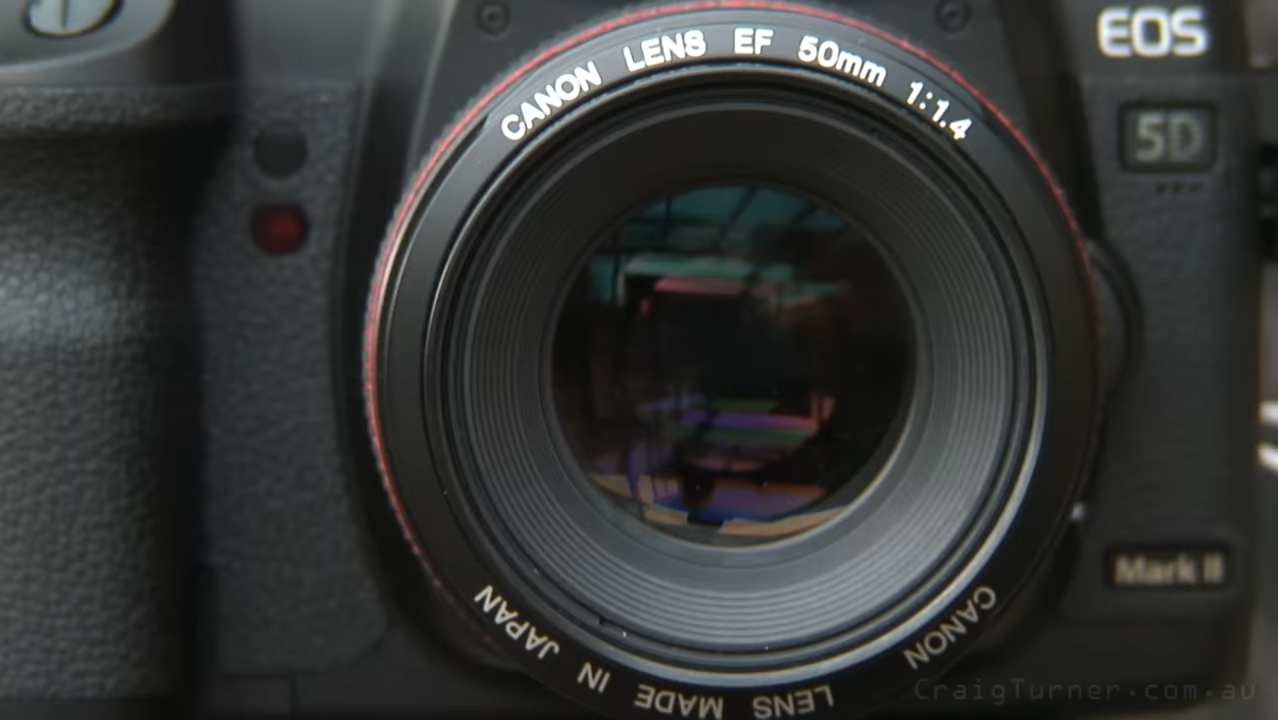 CANON LENS EF 50mm 1:1.4
EOS
5D
Mark II
CANON LENS MADE IN JAPAN
CraigTurner.com.au